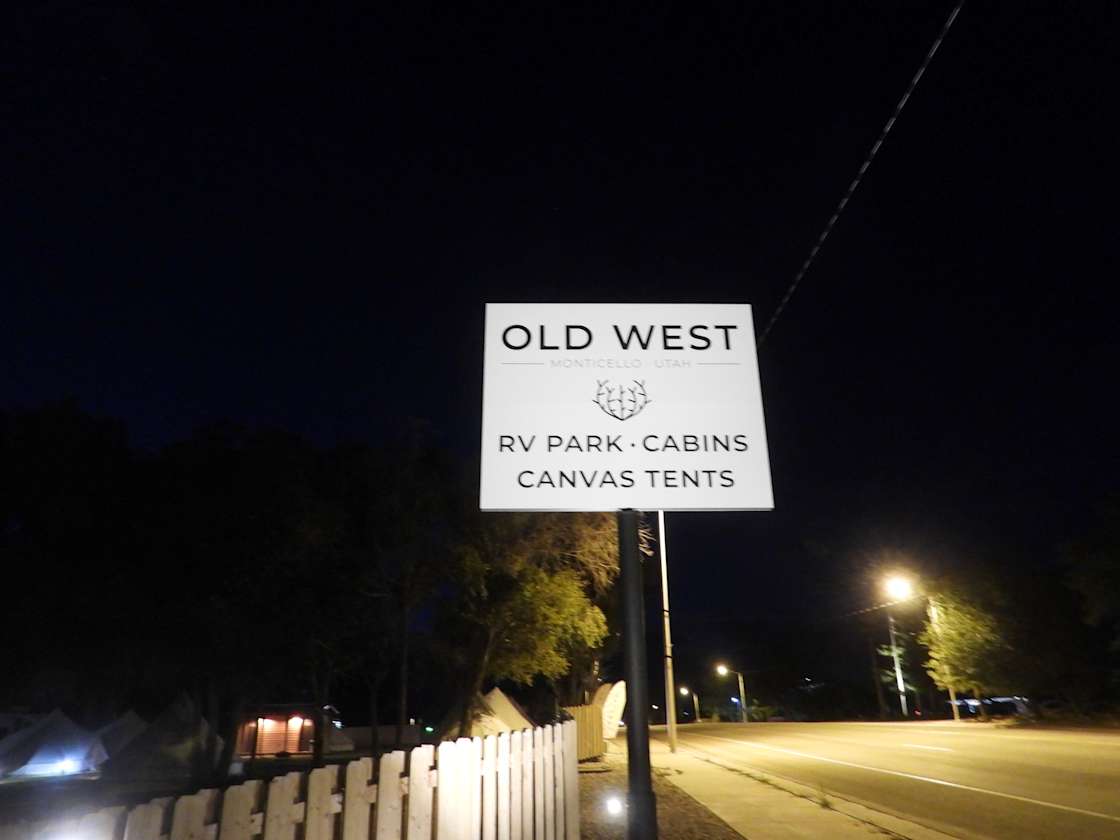 OLD WEST
MONTICELLO · UTAH
RV PARK · CABINS
CANVAS TENTS